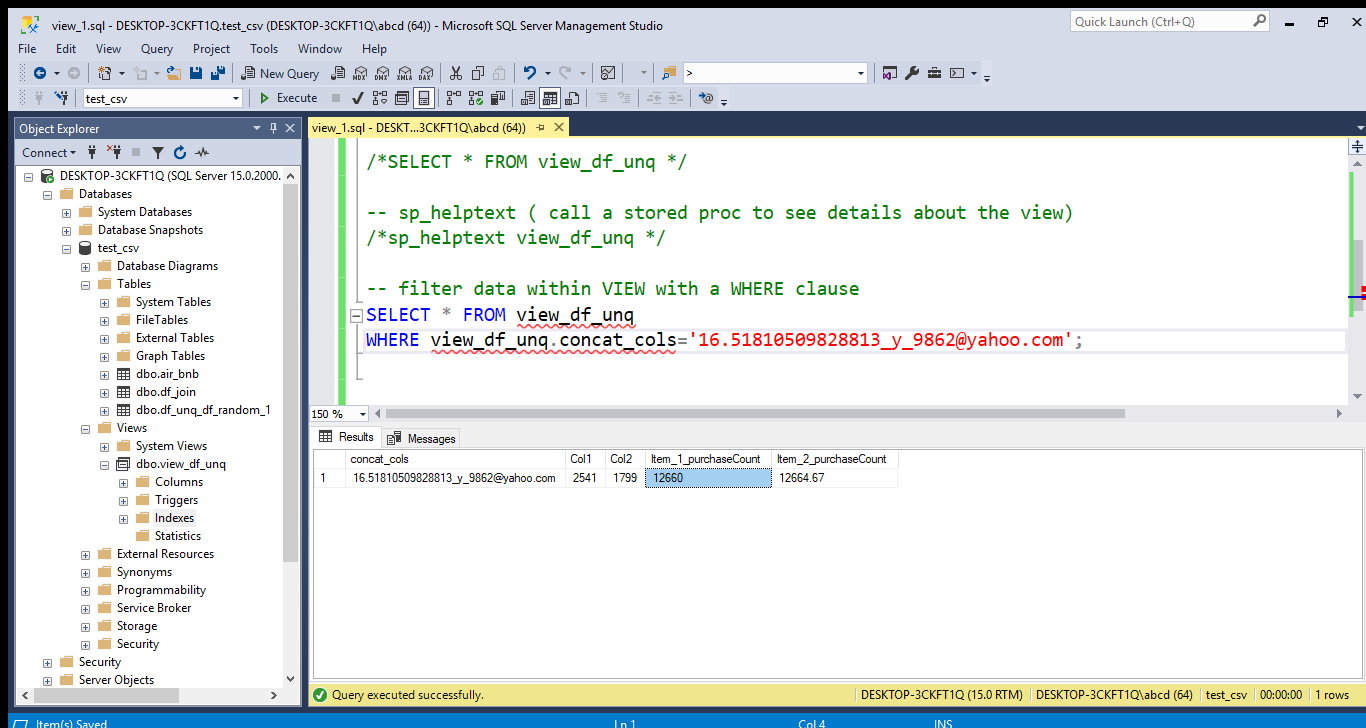 view_1.sql - DESKTOP-3CKFT1Q.test_csv (DESKTOP-3CKFT1Q\abcd (64)) - Microsoft SQL Server Management Studio
Quick Launch (Ctrl+Q)
File Edit View Query Project Tools Window Help
New Query MDX DMX XMLA DAX >
test_csv Execute
Object Explorer
view_1.sql - DESKT...3CKFT1Q\abcd (64))
Connect
DESKTOP-3CKFT1Q (SQL Server 15.0.2000.
Databases
System Databases
Database Snapshots
test_csv
Database Diagrams
Tables
System Tables
FileTables
External Tables
Graph Tables
dbo.air_bnb
dbo.df_join
dbo.df_unq_df_random_1
Views
System Views
dbo.view_df_unq
Columns
Triggers
Indexes
Statistics
External Resources
Synonyms
Programmability
Service Broker
Storage
Security
Security
Server Objects
/*SELECT * FROM view_df_unq */
-- sp_helptext ( call a stored proc to see details about the view)
/*sp_helptext view_df_unq */
-- filter data within VIEW with a WHERE clause
SELECT * FROM view_df_unq
WHERE view_df_unq.concat_cols='16.51810509828813_y_9862@yahoo.com';
150 %
Results Messages
concat_cols Col1 Col2 Item_1_purchaseCount Item_2_purchaseCount
1 16.51810509828813_y_9862@yahoo.com 2541 1799 12660 12664.67
Query executed successfully. DESKTOP-3CKFT1Q (15.0 RTM) DESKTOP-3CKFT1Q\abcd (64) test_csv 00:00:00 1 rows
Item(s) Saved Ln 1 Col 4 INS